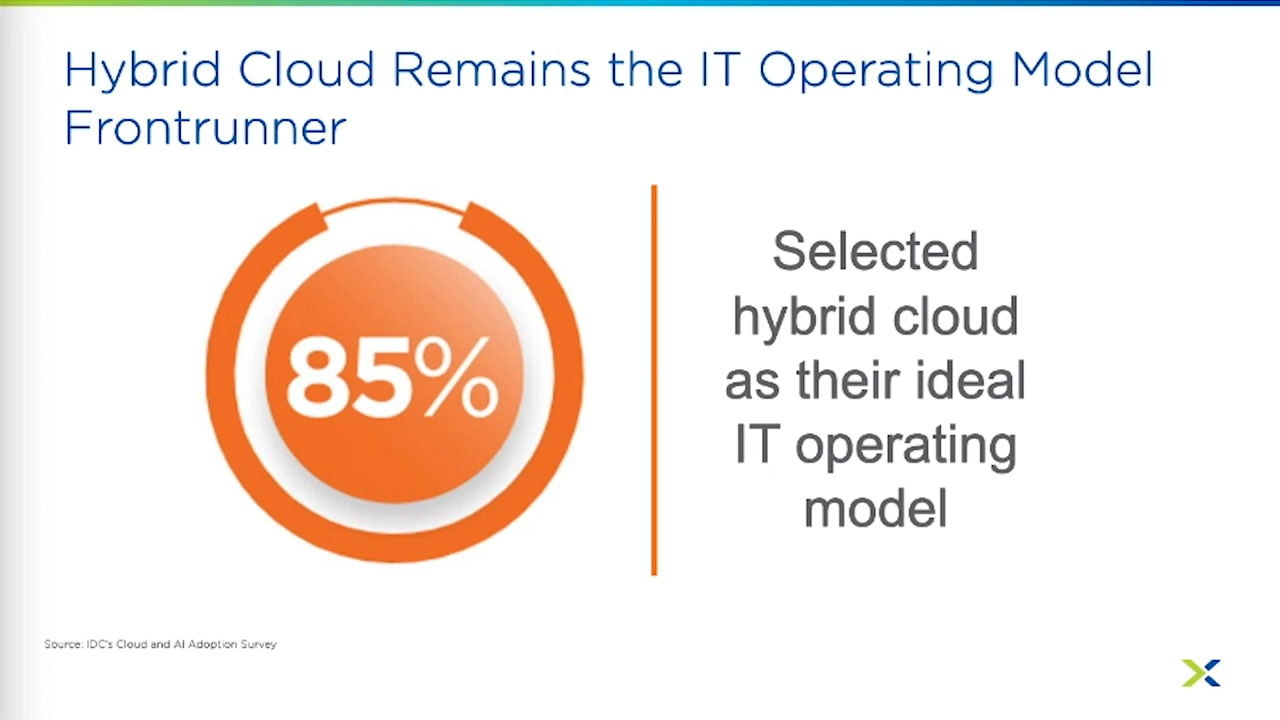 Hybrid Cloud Remains the IT Operating Model
Frontrunner
85%
Selected
hybrid cloud
as their ideal
IT operating
model
Source: IDC's Cloud and AI Adoption Survey